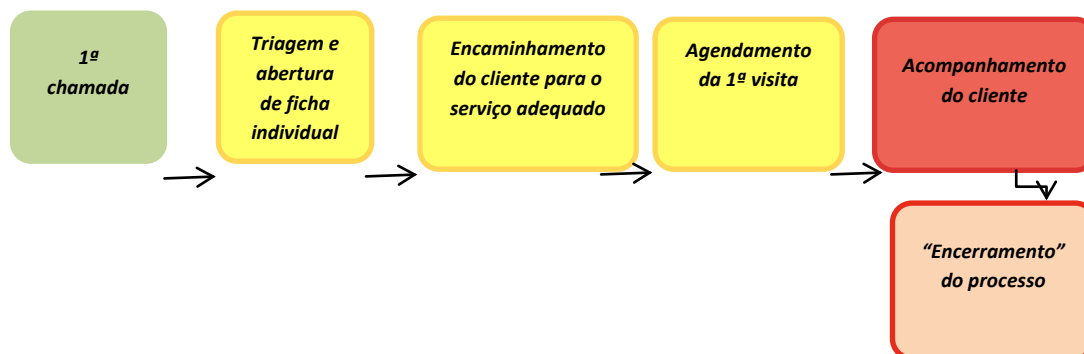 1ª
chamada
Triagem e
abertura
de ficha
individual
Encaminhamento
do cliente para o
serviço adequado
Agendamento
da 1ª visita
Acompanhamento
do cliente
“Encerramento”
do processo